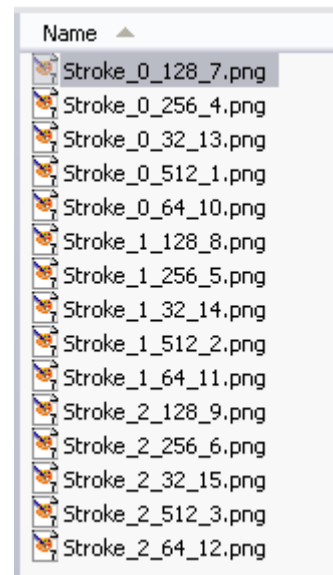 Name
Stroke_0_128_7.png
Stroke_0_256_4.png
Stroke_0_32_13.png
Stroke_0_512_1.png
Stroke_0_64_10.png
Stroke_1_128_8.png
Stroke_1_256_5.png
Stroke_1_32_14.png
Stroke_1_512_2.png
Stroke_1_64_11.png
Stroke_2_128_9.png
Stroke_2_256_6.png
Stroke_2_32_15.png
Stroke_2_512_3.png
Stroke_2_64_12.png